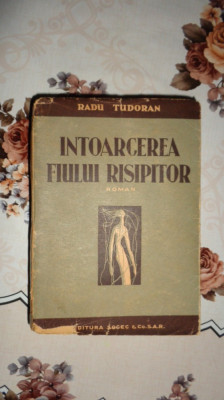 RADU TUDORAN
INTOARCEREA
FIULUI RISIPITOR
ROMAN
EDITURA SOCEC & Co. S.A.R.